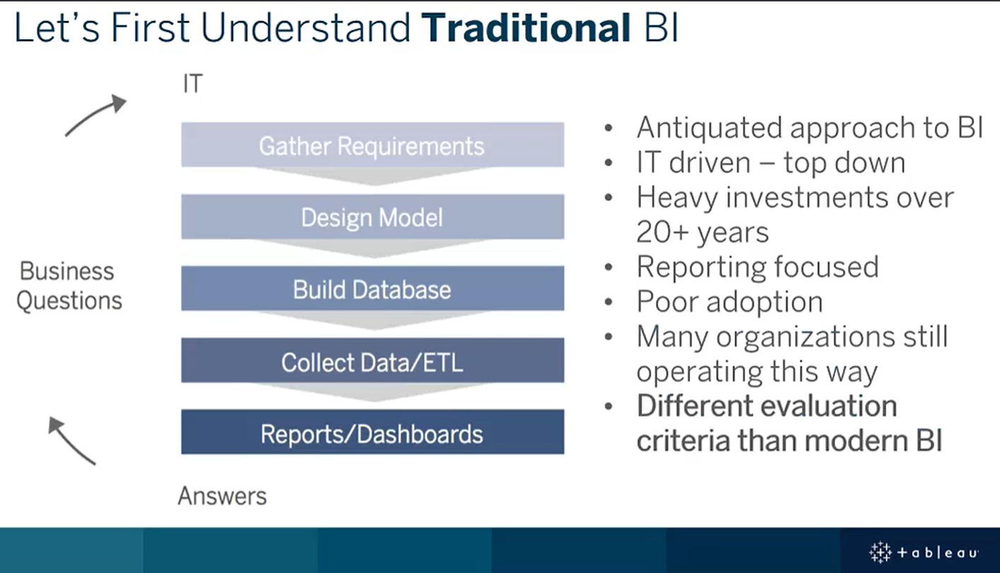 Let's First Understand Traditional BI
IT
Gather Requirements
Design Model
Business
Questions
Build Database
Collect Data/ETL
Reports/Dashboards
Answers
• Antiquated approach to BI
• IT driven – top down
• Heavy investments over
20+ years
• Reporting focused
• Poor adoption
• Many organizations still
operating this way
• Different evaluation
criteria than modern BI
+ableau